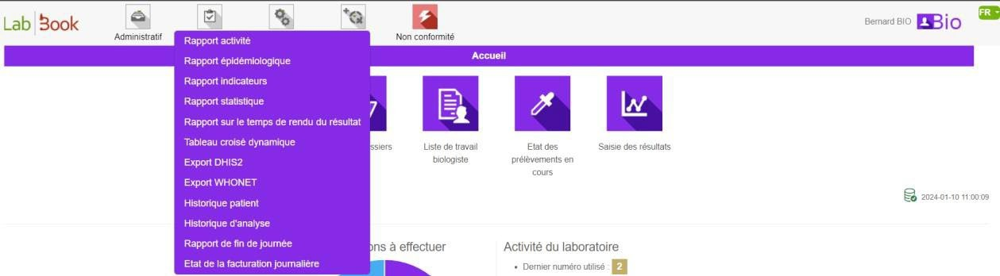 Lab Book
Administratif
Non conformité
Bernard BIO
Bio
FR
Accueil
Rapport activité
Rapport épidémiologique
Rapport indicateurs
Rapport statistique
Rapport sur le temps de rendu du résultat
Tableau croisé dynamique
Export DHIS2
Export WHONET
Historique patient
Historique d'analyse
Rapport de fin de journée
Etat de la facturation journalière
ssiers
Liste de travail
biologiste
Etat des
prélèvements en
cours
Saisie des résultats
2024-01-10 11:00:09
ons à effectuer
Activité du laboratoire
• Dernier numéro utilisé : 2